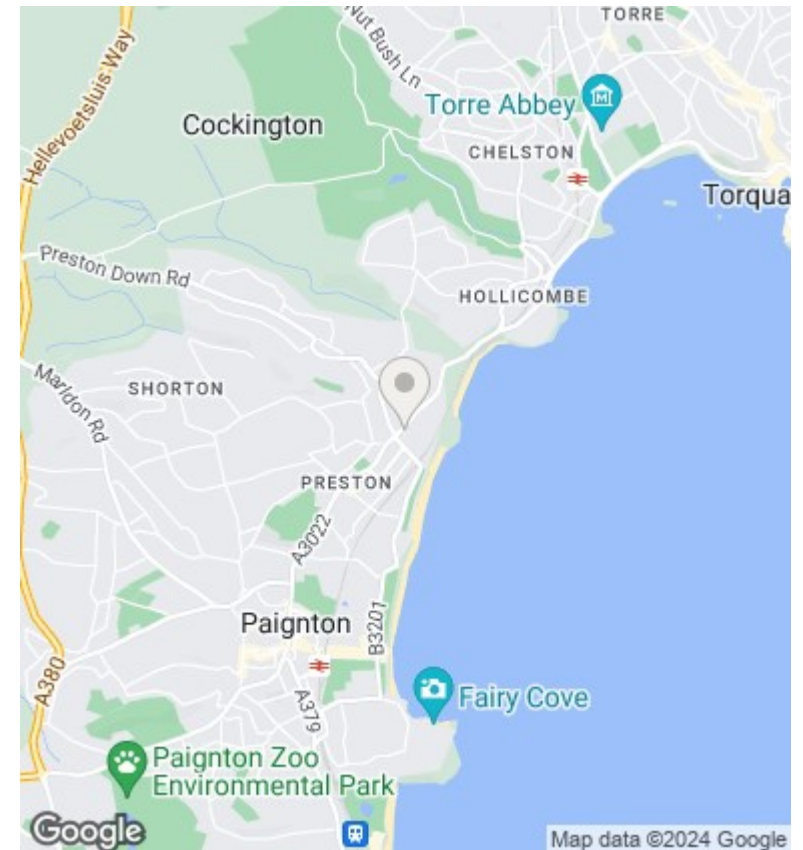 TORRE
Nut Bush Ln
Hellevoetsluis Way
Torre Abbey
Cockington
CHELSTON
Torqua
Preston Down Rd
HOLLICOMBE
Marldon Rd
SHORTON
PRESTON
A3022
Paignton
B3201
A380
A379
Fairy Cove
Paignton Zoo
Environmental Park
Google
Map data ©2024 Google